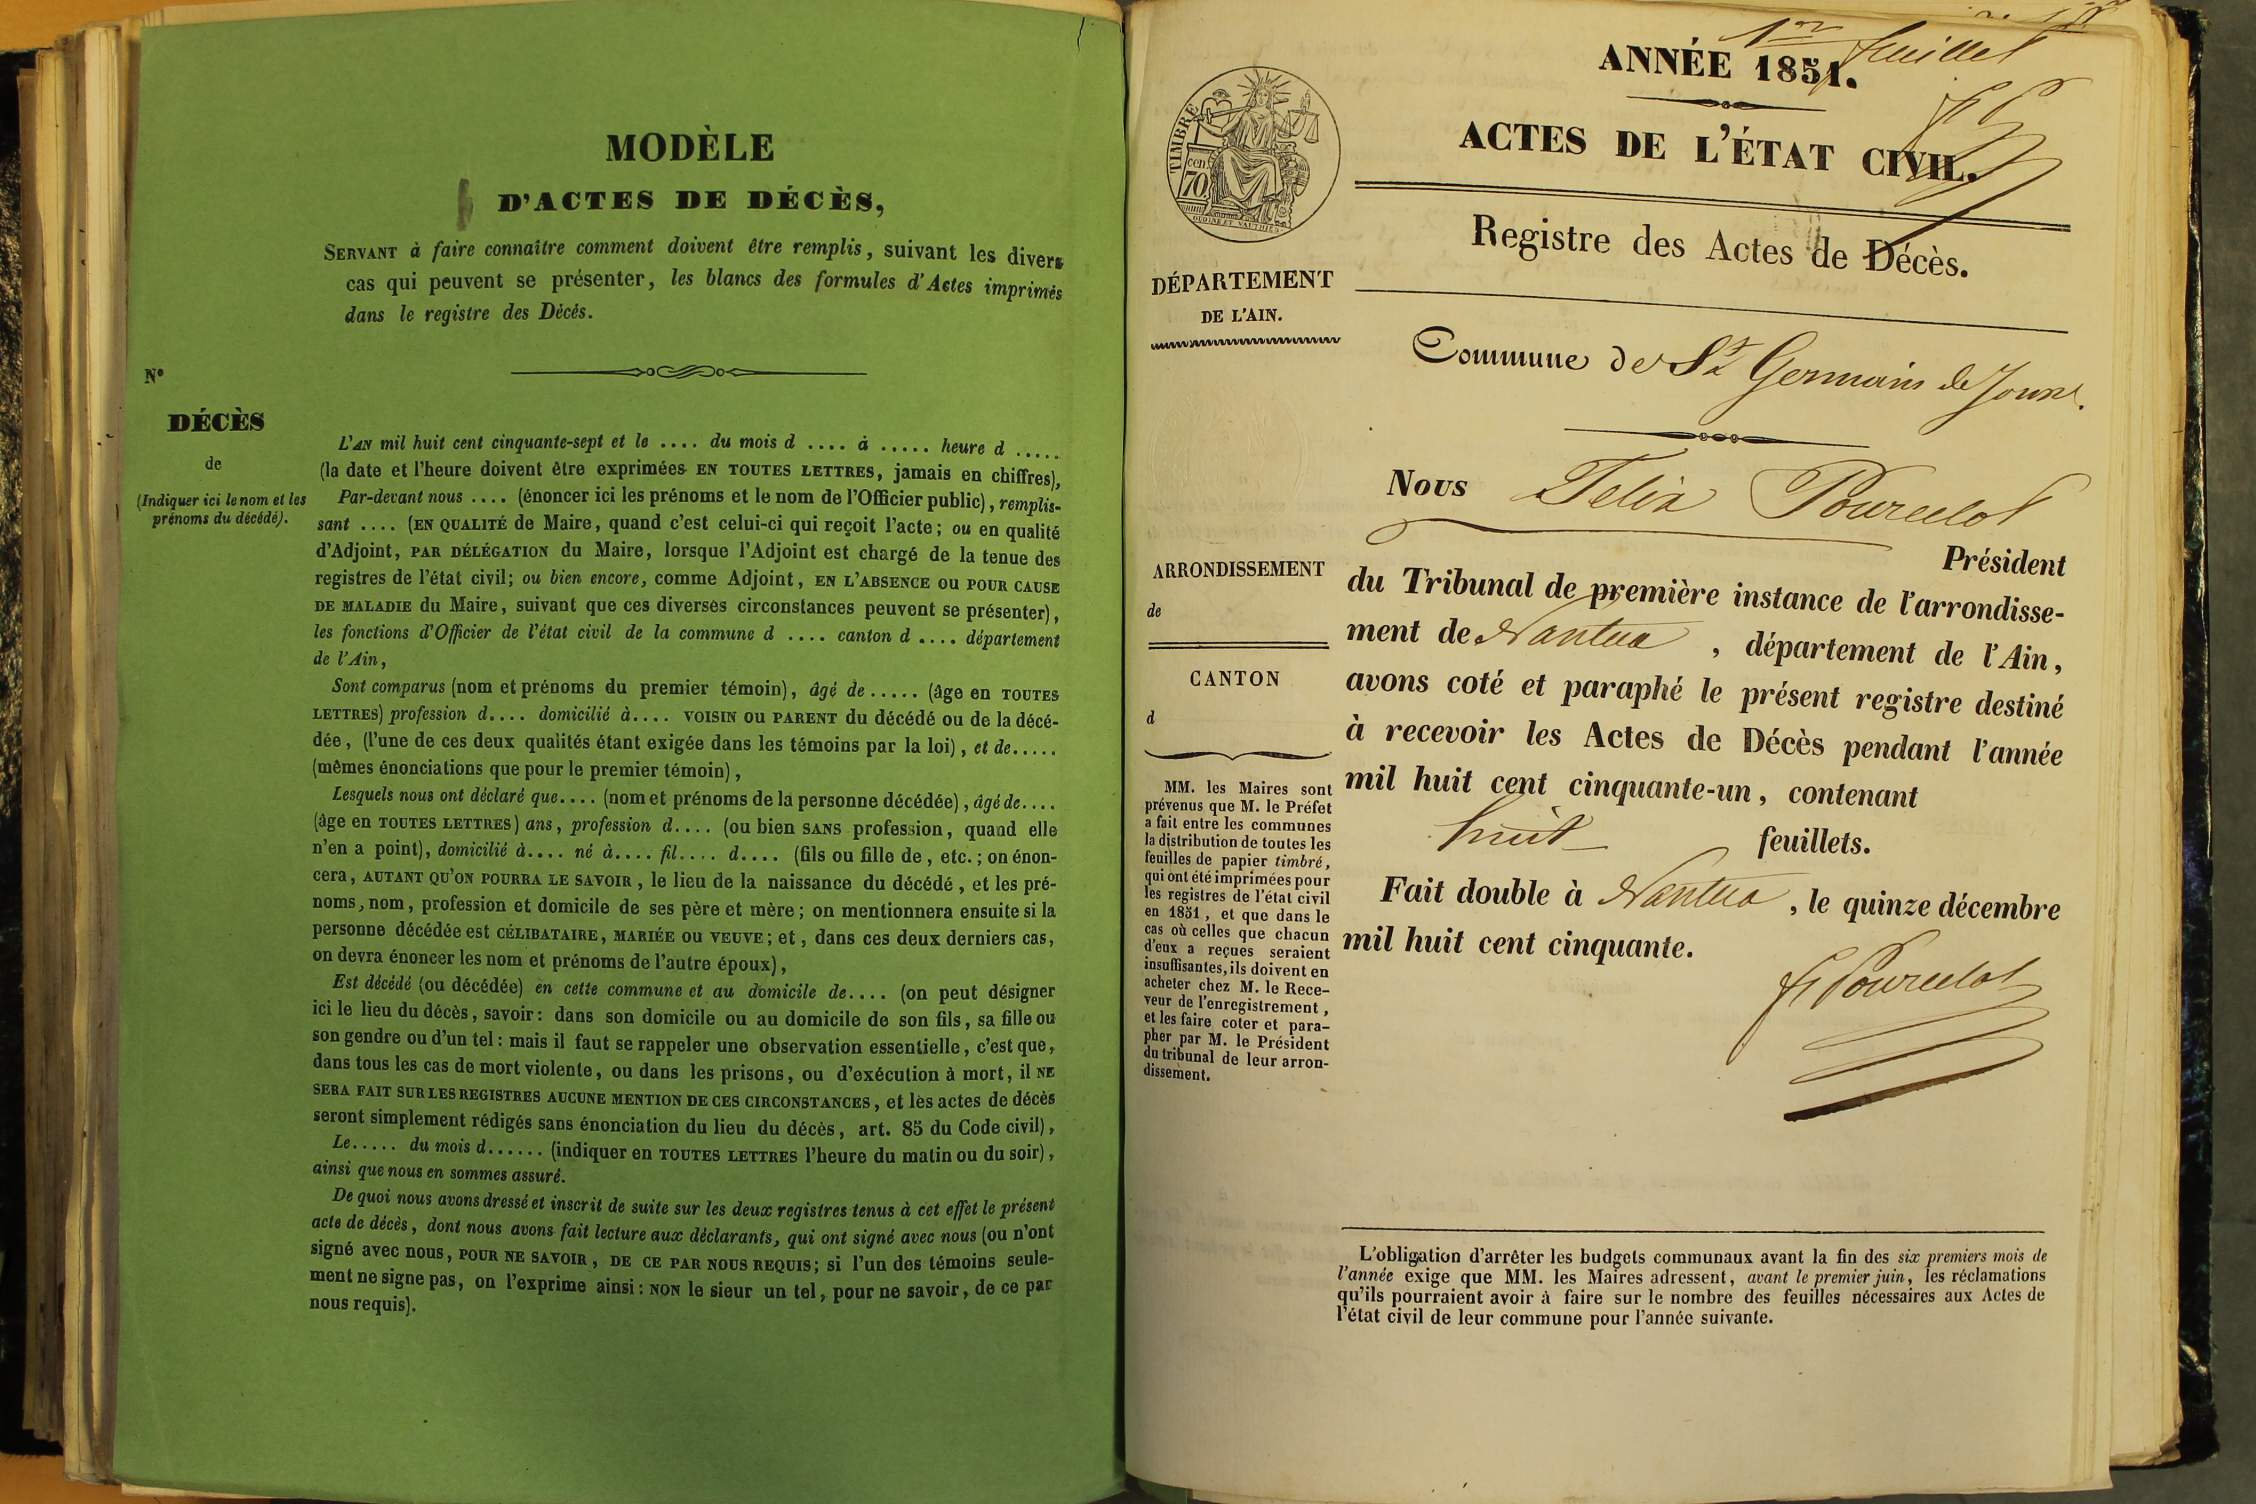 MODÈLE
D'ACTES DE DÉCÈS,
SERVANT à faire connaître comment doivent être remplis, suivant les divers
cas qui peuvent se présenter, les blancs des formules d'Actes imprimés
dans le registre des Décès.
N°
DÉCÈS
de
(Indiquer ici le nom et les
prénoms du décédé).
L'AN mil huit cent cinquante-sept et le .... du mois d .... à ..... heure d .....
(la date et l'heure doivent être exprimées EN TOUTES LETTRES, jamais en chiffres),
Par-devant nous .... (énoncer ici les prénoms et le nom de l'Officier public), remplis-
sant .... (EN QUALITÉ de Maire, quand c'est celui-ci qui reçoit l'acte; ou en qualité
d'Adjoint, PAR DÉLÉGATION du Maire, lorsque l'Adjoint est chargé de la tenue des
registres de l'état civil; ou bien encore, comme Adjoint, EN L'ABSENCE OU POUR CAUSE
DE MALADIE du Maire, suivant que ces diverses circonstances peuvent se présenter),
les fonctions d'Officier de l'état civil de la commune d .... canton d .... département
de l'Ain,
Sont comparus (nom et prénoms du premier témoin), âgé de ..... (âge en TOUTES
LETTRES) profession d.... domicilié à.... VOISIN OU PARENT du décédé ou de la décé-
dée, (l'une de ces deux qualités étant exigée dans les témoins par la loi), et de.....
(mêmes énonciations que pour le premier témoin),
Lesquels nous ont déclaré que.... (nom et prénoms de la personne décédée), âgé de....
(âge en TOUTES LETTRES) ans, profession d.... (ou bien SANS profession, quand elle
n'en a point), domicilié à.... né à.... fil.... d.... (fils ou fille de, etc.; on énon-
cera, AUTANT QU'ON POURRA LE SAVOIR, le lieu de la naissance du décédé, et les pré-
noms, nom, profession et domicile de ses père et mère; on mentionnera ensuite si la
personne décédée est CÉLIBATAIRE, MARIÉE OU VEUVE; et, dans ces deux derniers cas,
on devra énoncer les nom et prénoms de l'autre époux),
Est décédé (ou décédée) en cette commune et au domicile de.... (on peut désigner
ici le lieu du décès, savoir: dans son domicile ou au domicile de son fils, sa fille ou
son gendre ou d'un tel: mais il faut se rappeler une observation essentielle, c'est que,
dans tous les cas de mort violente, ou dans les prisons, ou d'exécution à mort, il NE
SERA FAIT SUR LES REGISTRES AUCUNE MENTION DE CES CIRCONSTANCES, et les actes de décès
seront simplement rédigés sans énonciation du lieu du décès, art. 85 du Code civil),
Le..... du mois d...... (indiquer en TOUTES LETTRES l'heure du matin ou du soir),
ainsi que nous en sommes assuré.
De quoi nous avons dressé et inscrit de suite sur les deux registres tenus à cet effet le présent
acte de décès, dont nous avons fait lecture aux déclarants, qui ont signé avec nous (ou n'ont
signé avec nous, POUR NE SAVOIR, DE CE PAR NOUS REQUIS; si l'un des témoins seule-
ment ne signe pas, on l'exprime ainsi: NON le sieur un tel, pour ne savoir, de ce par
nous requis).
1er feuillet
ANNÉE 1851.
ACTES DE L'ÉTAT CIVIL.
Registre des Actes de Décès.
TIMBRE
70 cen
OUDINÉ ET VAUTHIER
DÉPARTEMENT
DE L'AIN.
Commune de St Germain de Joux.
Nous Felix Pourcelot
Président
du Tribunal de première instance de l'arrondisse-
ment de Nantua, département de l'Ain,
avons coté et paraphé le présent registre destiné
à recevoir les Actes de Décès pendant l'année
mil huit cent cinquante-un, contenant
huit feuillets.
Fait double à Nantua, le quinze décembre
mil huit cent cinquante.
F Pourcelot
ARRONDISSEMENT
de
CANTON
d
MM. les Maires sont
prévenus que M. le Préfet
a fait entre les communes
la distribution de toutes les
feuilles de papier timbré,
qui ont été imprimées pour
les registres de l'état civil
en 1851, et que dans le
cas où celles que chacun
d'eux a reçues seraient
insuffisantes, ils doivent en
acheter chez M. le Rece-
veur de l'enregistrement,
et les faire coter et para-
pher par M. le Président
du tribunal de leur arron-
dissement.
L'obligation d'arrêter les budgets communaux avant la fin des six premiers mois de
l'année exige que MM. les Maires adressent, avant le premier juin, les réclamations
qu'ils pourraient avoir à faire sur le nombre des feuilles nécessaires aux Actes de
l'état civil de leur commune pour l'année suivante.